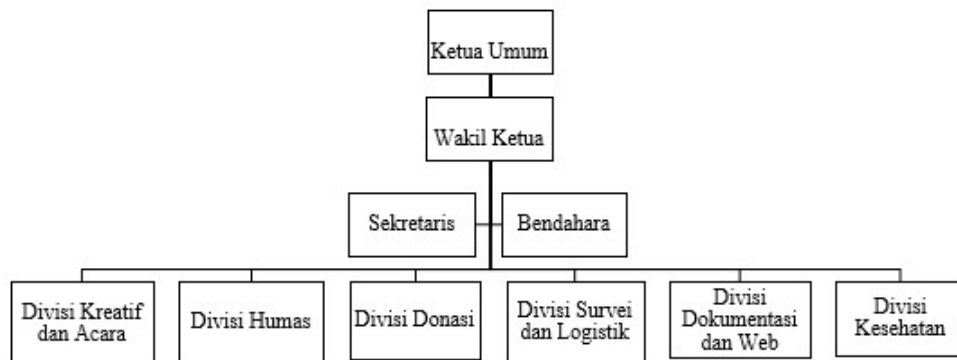 Ketua Umum
Wakil Ketua
Sekretaris
Bendahara
Divisi Kreatif
dan Acara
Divisi Humas
Divisi Donasi
Divisi Survei
dan Logistik
Divisi
Dokumentasi
dan Web
Divisi
Kesehatan